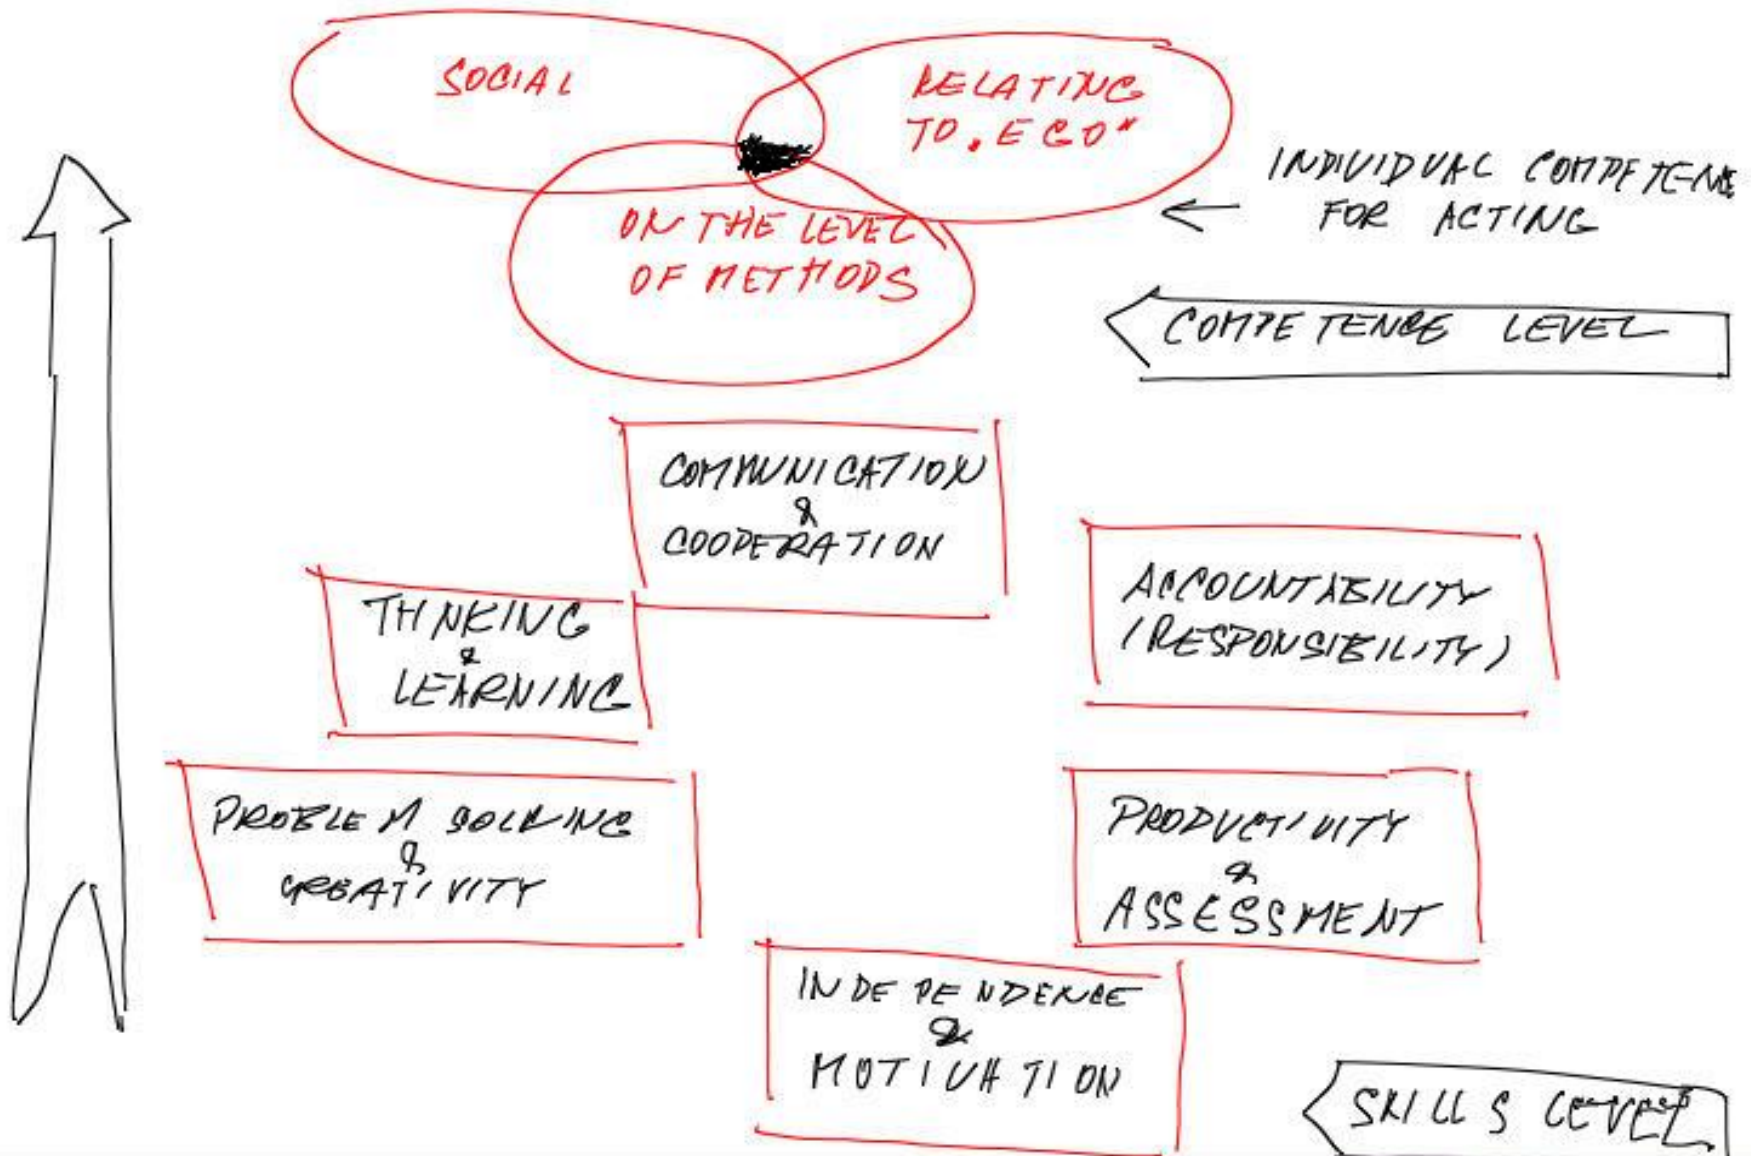 SOCIAL
RELATING
TO „EGO"
INDIVIDUAL COMPETENCE
FOR ACTING
ON THE LEVEL
OF METHODS
COMPETENCE LEVEL
COMMUNICATION
&
COOPERATION
ACCOUNTABILITY
(RESPONSIBILITY)
THINKING
&
LEARNING
PROBLEM SOLVING
&
CREATIVITY
PRODUCTIVITY
&
ASSESSMENT
INDEPENDENCE
&
MOTIVATION
SKILLS LEVEL